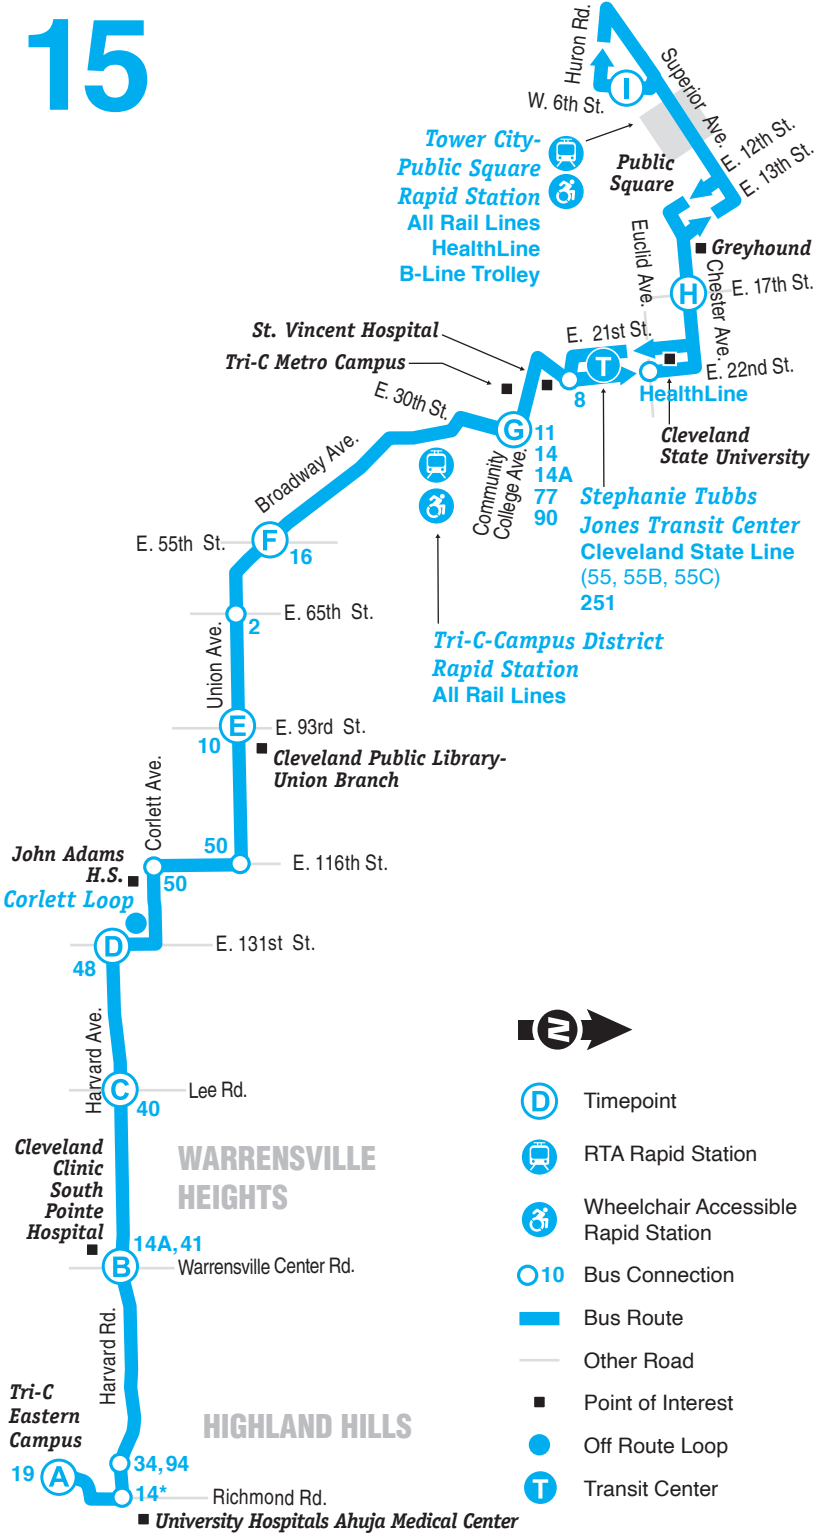 15
Huron Rd.
Superior Ave.
I
W. 6th St.
E. 12th St.
E. 13th St.
Tower City-
Public Square
Rapid Station
All Rail Lines
HealthLine
B-Line Trolley
Public
Square
Greyhound
Euclid Ave.
Chester Ave.
H
E. 17th St.
St. Vincent Hospital
Tri-C Metro Campus
E. 21st St.
T
E. 22nd St.
HealthLine
8
Cleveland
State University
E. 30th St.
G
11
14
14A
77
90
Community
College Ave.
Stephanie Tubbs
Jones Transit Center
Cleveland State Line
(55, 55B, 55C)
251
Broadway Ave.
E. 55th St.
F
16
E. 65th St.
2
Tri-C-Campus District
Rapid Station
All Rail Lines
Union Ave.
E
E. 93rd St.
10
Cleveland Public Library-
Union Branch
Corlett Ave.
50
E. 116th St.
John Adams
H.S.
50
Corlett Loop
D
E. 131st St.
48
Harvard Ave.
C
Lee Rd.
40
Cleveland
Clinic
South
Pointe
Hospital
WARRENSVILLE
HEIGHTS
14A, 41
B
Warrensville Center Rd.
Harvard Rd.
Tri-C
Eastern
Campus
HIGHLAND HILLS
19
A
34, 94
14*
Richmond Rd.
University Hospitals Ahuja Medical Center
N
D
Timepoint
RTA Rapid Station
Wheelchair Accessible
Rapid Station
10 Bus Connection
Bus Route
Other Road
Point of Interest
Off Route Loop
T
Transit Center